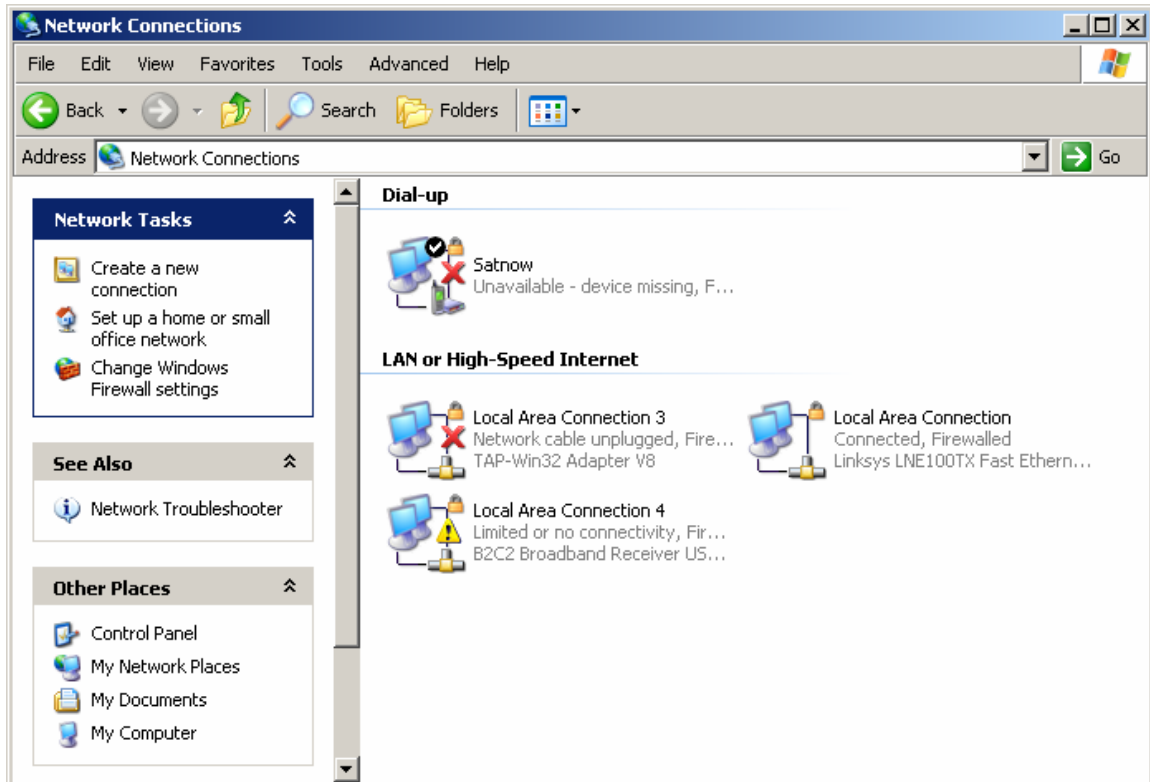 Network Connections
File Edit View Favorites Tools Advanced Help
Back Search Folders
Address Network Connections Go
Network Tasks
Create a new
connection
Set up a home or small
office network
Change Windows
Firewall settings
See Also
Network Troubleshooter
Other Places
Control Panel
My Network Places
My Documents
My Computer
Dial-up
Satnow
Unavailable - device missing, F...
LAN or High-Speed Internet
Local Area Connection 3
Network cable unplugged, Fire...
TAP-Win32 Adapter V8
Local Area Connection
Connected, Firewalled
Linksys LNE100TX Fast Ethern...
Local Area Connection 4
Limited or no connectivity, Fir...
B2C2 Broadband Receiver US...